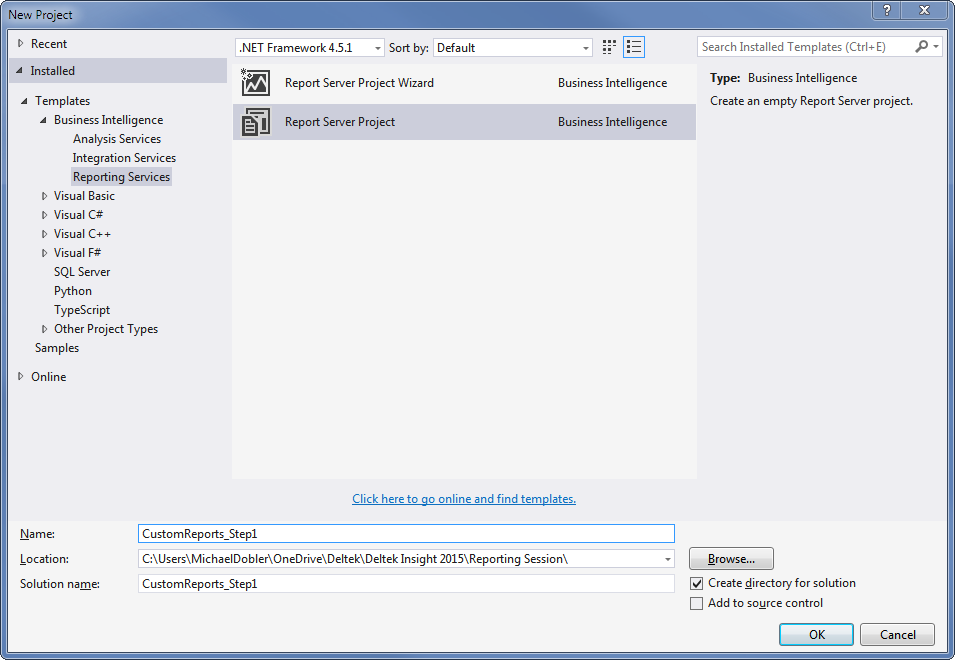 New Project
?
Recent
Installed
Templates
Business Intelligence
Analysis Services
Integration Services
Reporting Services
Visual Basic
Visual C#
Visual C++
Visual F#
SQL Server
Python
TypeScript
Other Project Types
Samples
Online
.NET Framework 4.5.1 Sort by: Default
Report Server Project Wizard Business Intelligence
Report Server Project Business Intelligence
Click here to go online and find templates.
Search Installed Templates (Ctrl+E)
Type: Business Intelligence
Create an empty Report Server project.
Name: CustomReports_Step1
Location: C:\Users\MichaelDobler\OneDrive\Deltek\Deltek Insight 2015\Reporting Session\ Browse...
Solution name: CustomReports_Step1
Create directory for solution
Add to source control
OK Cancel